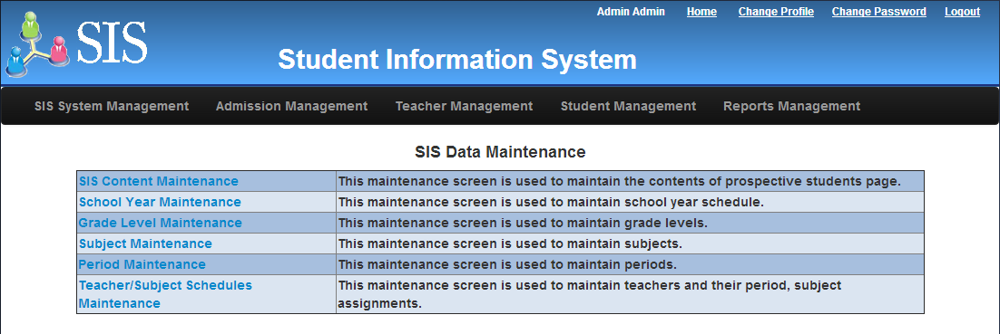 Admin Admin Home Change Profile Change Password Logout
SIS
Student Information System
SIS System Management Admission Management Teacher Management Student Management Reports Management
SIS Data Maintenance
SIS Content Maintenance This maintenance screen is used to maintain the contents of prospective students page.
School Year Maintenance This maintenance screen is used to maintain school year schedule.
Grade Level Maintenance This maintenance screen is used to maintain grade levels.
Subject Maintenance This maintenance screen is used to maintain subjects.
Period Maintenance This maintenance screen is used to maintain periods.
Teacher/Subject Schedules
Maintenance
This maintenance screen is used to maintain teachers and their period, subject
assignments.